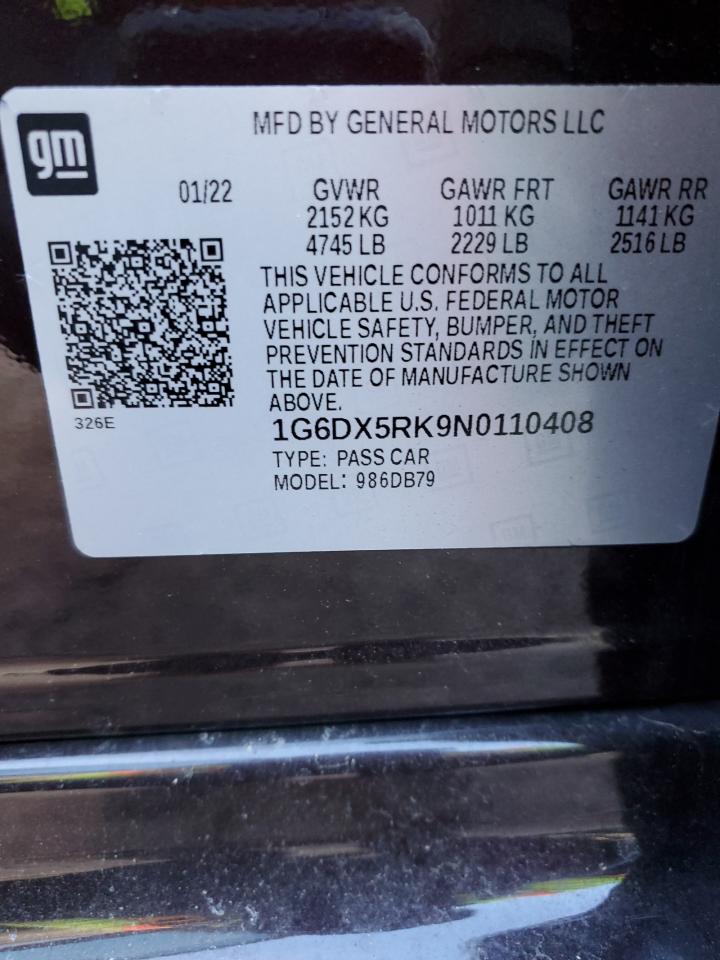 gm
MFD BY GENERAL MOTORS LLC
01/22 GVWR GAWR FRT GAWR RR
2152 KG 1011 KG 1141 KG
4745 LB 2229 LB 2516 LB
THIS VEHICLE CONFORMS TO ALL
APPLICABLE U.S. FEDERAL MOTOR
VEHICLE SAFETY, BUMPER, AND THEFT
PREVENTION STANDARDS IN EFFECT ON
THE DATE OF MANUFACTURE SHOWN
ABOVE.
326E
1G6DX5RK9N0110408
TYPE: PASS CAR
MODEL: 986DB79